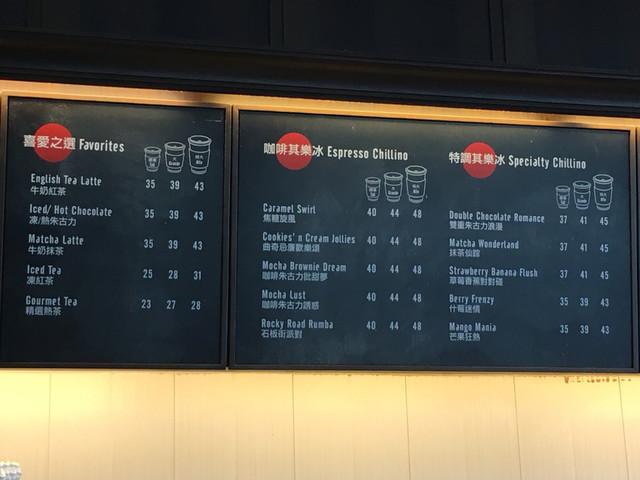 喜愛之選 Favorites
English Tea Latte 35 39 43
牛奶紅茶
Iced/ Hot Chocolate 35 39 43
凍/熱朱古力
Matcha Latte 35 39 43
牛奶抹茶
Iced Tea 25 28 31
凍紅茶
Gourmet Tea 23 27 28
精選熱茶
咖啡其樂冰 Espresso Chillino
Caramel Swirl 40 44 48
焦糖旋風
Cookies' n Cream Jollies 40 44 48
曲奇忌廉歡樂頌
Mocha Brownie Dream 40 44 48
咖啡朱古力批甜夢
Mocha Lust 40 44 48
咖啡朱古力誘惑
Rocky Road Rumba 40 44 48
石板街派對
特調其樂冰 Specialty Chillino
Double Chocolate Romance 37 41 45
雙重朱古力浪漫
Matcha Wonderland 37 41 45
抹茶仙蹤
Strawberry Banana Flush 37 41 45
草莓香蕉對對碰
Berry Frenzy 35 39 43
什莓迷情
Mango Mania 35 39 43
芒果狂熱